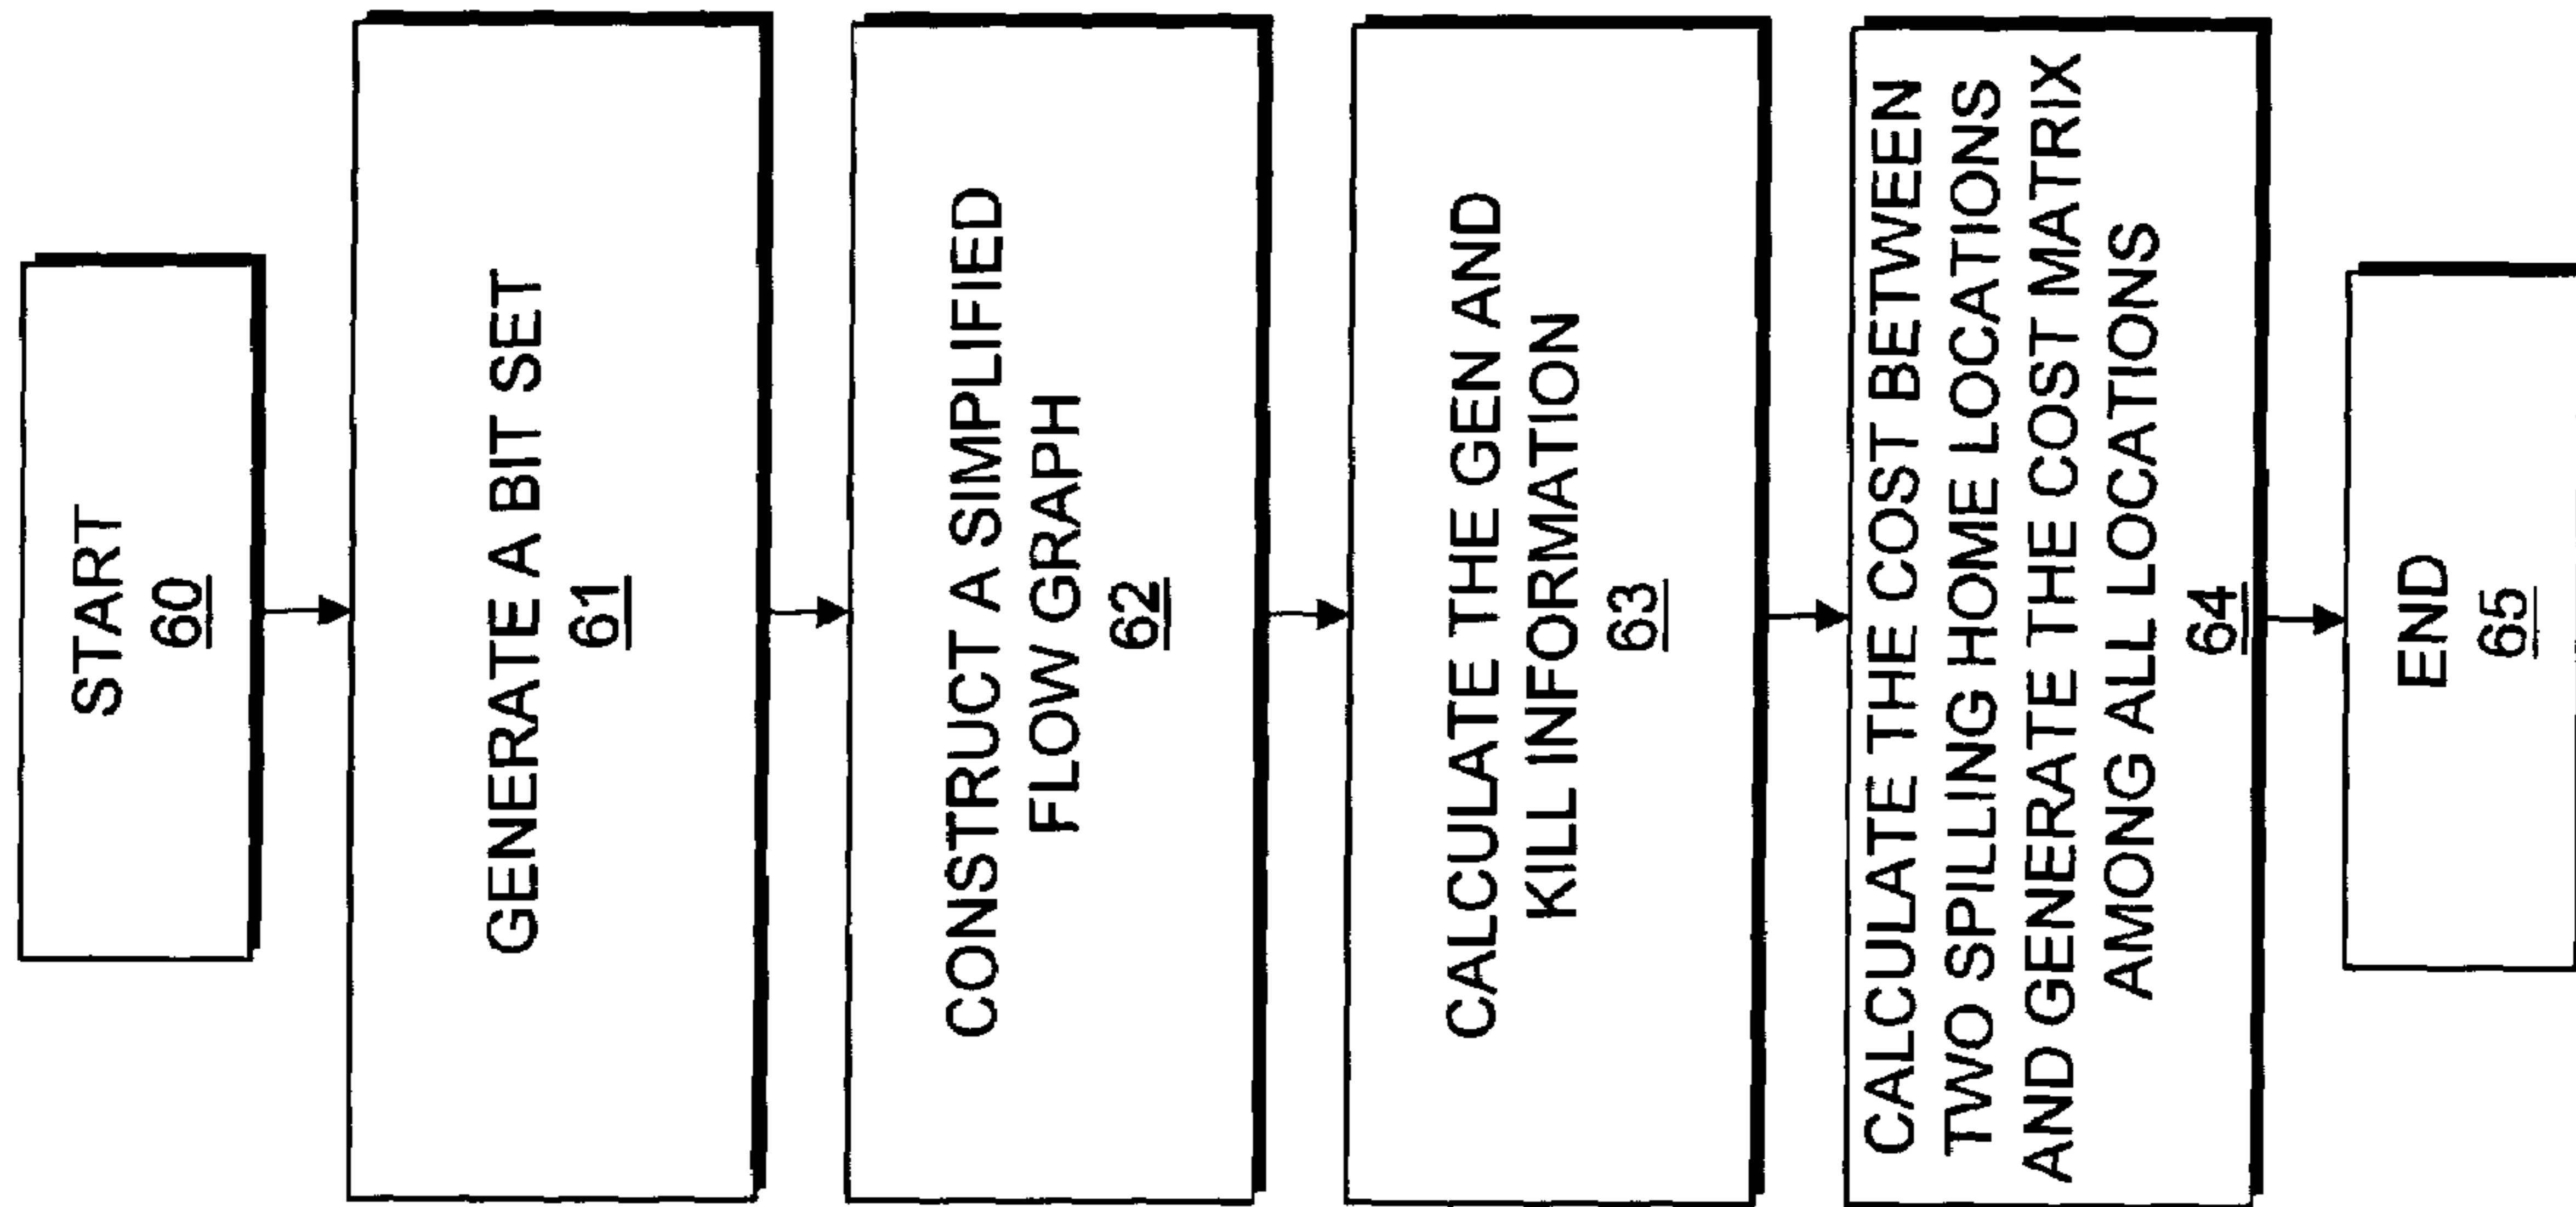 START
60
GENERATE A BIT SET
61
CONSTRUCT A SIMPLIFIED
FLOW GRAPH
62
CALCULATE THE GEN AND
KILL INFORMATION
63
CALCULATE THE COST BETWEEN
TWO SPILLING HOME LOCATIONS
AND GENERATE THE COST MATRIX
AMONG ALL LOCATIONS
64
END
65